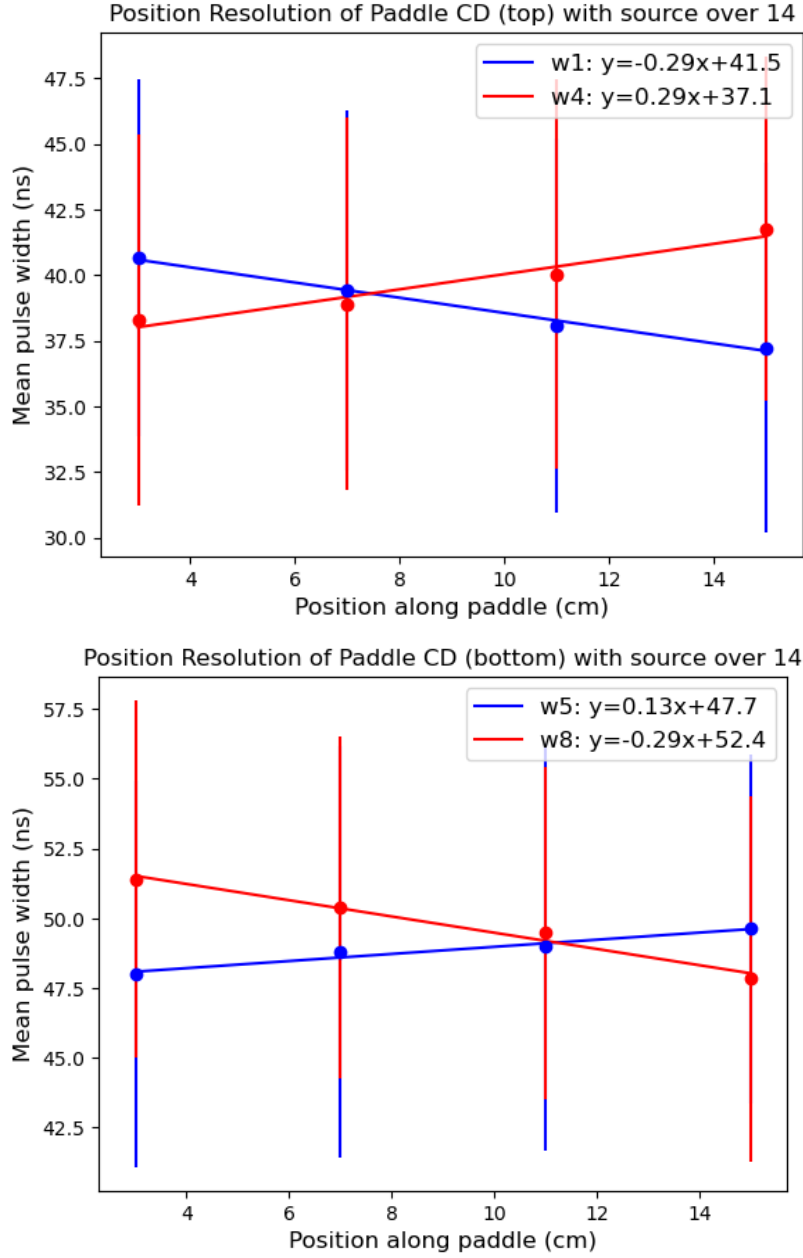 Position Resolution of Paddle CD (top) with source over 14
w1: y=-0.29x+41.5
w4: y=0.29x+37.1
Mean pulse width (ns)
47.5
45.0
42.5
40.0
37.5
35.0
32.5
30.0
4 6 8 10 12 14
Position along paddle (cm)
Position Resolution of Paddle CD (bottom) with source over 14
w5: y=0.13x+47.7
w8: y=-0.29x+52.4
Mean pulse width (ns)
57.5
55.0
52.5
50.0
47.5
45.0
42.5
4 6 8 10 12 14
Position along paddle (cm)